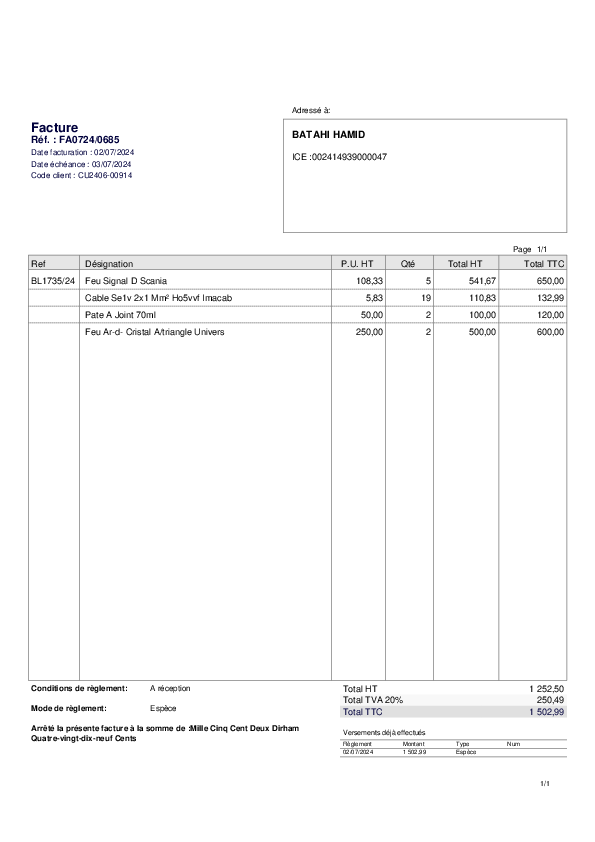 Adressé à:
Facture
Réf. : FA0724/0685
Date facturation : 02/07/2024
Date échéance : 03/07/2024
Code client : CU2406-00914
BATAHI HAMID
ICE :002414939000047
Page 1/1
Ref Désignation P.U. HT Qté Total HT Total TTC
BL1735/24 Feu Signal D Scania 108,33 5 541,67 650,00
Cable Se1v 2x1 Mm² Ho5vvf Imacab 5,83 19 110,83 132,99
Pate A Joint 70ml 50,00 2 100,00 120,00
Feu Ar-d- Cristal A/triangle Univers 250,00 2 500,00 600,00
Conditions de règlement: A réception
Mode de règlement: Espèce
Arrêté la présente facture à la somme de :Mille Cinq Cent Deux Dirham
Quatre-vingt-dix-neuf Cents
Total HT 1 252,50
Total TVA 20% 250,49
Total TTC 1 502,99
Versements déjà effectués
Règlement Montant Type Num
02/07/2024 1 502,99 Espèce
1/1